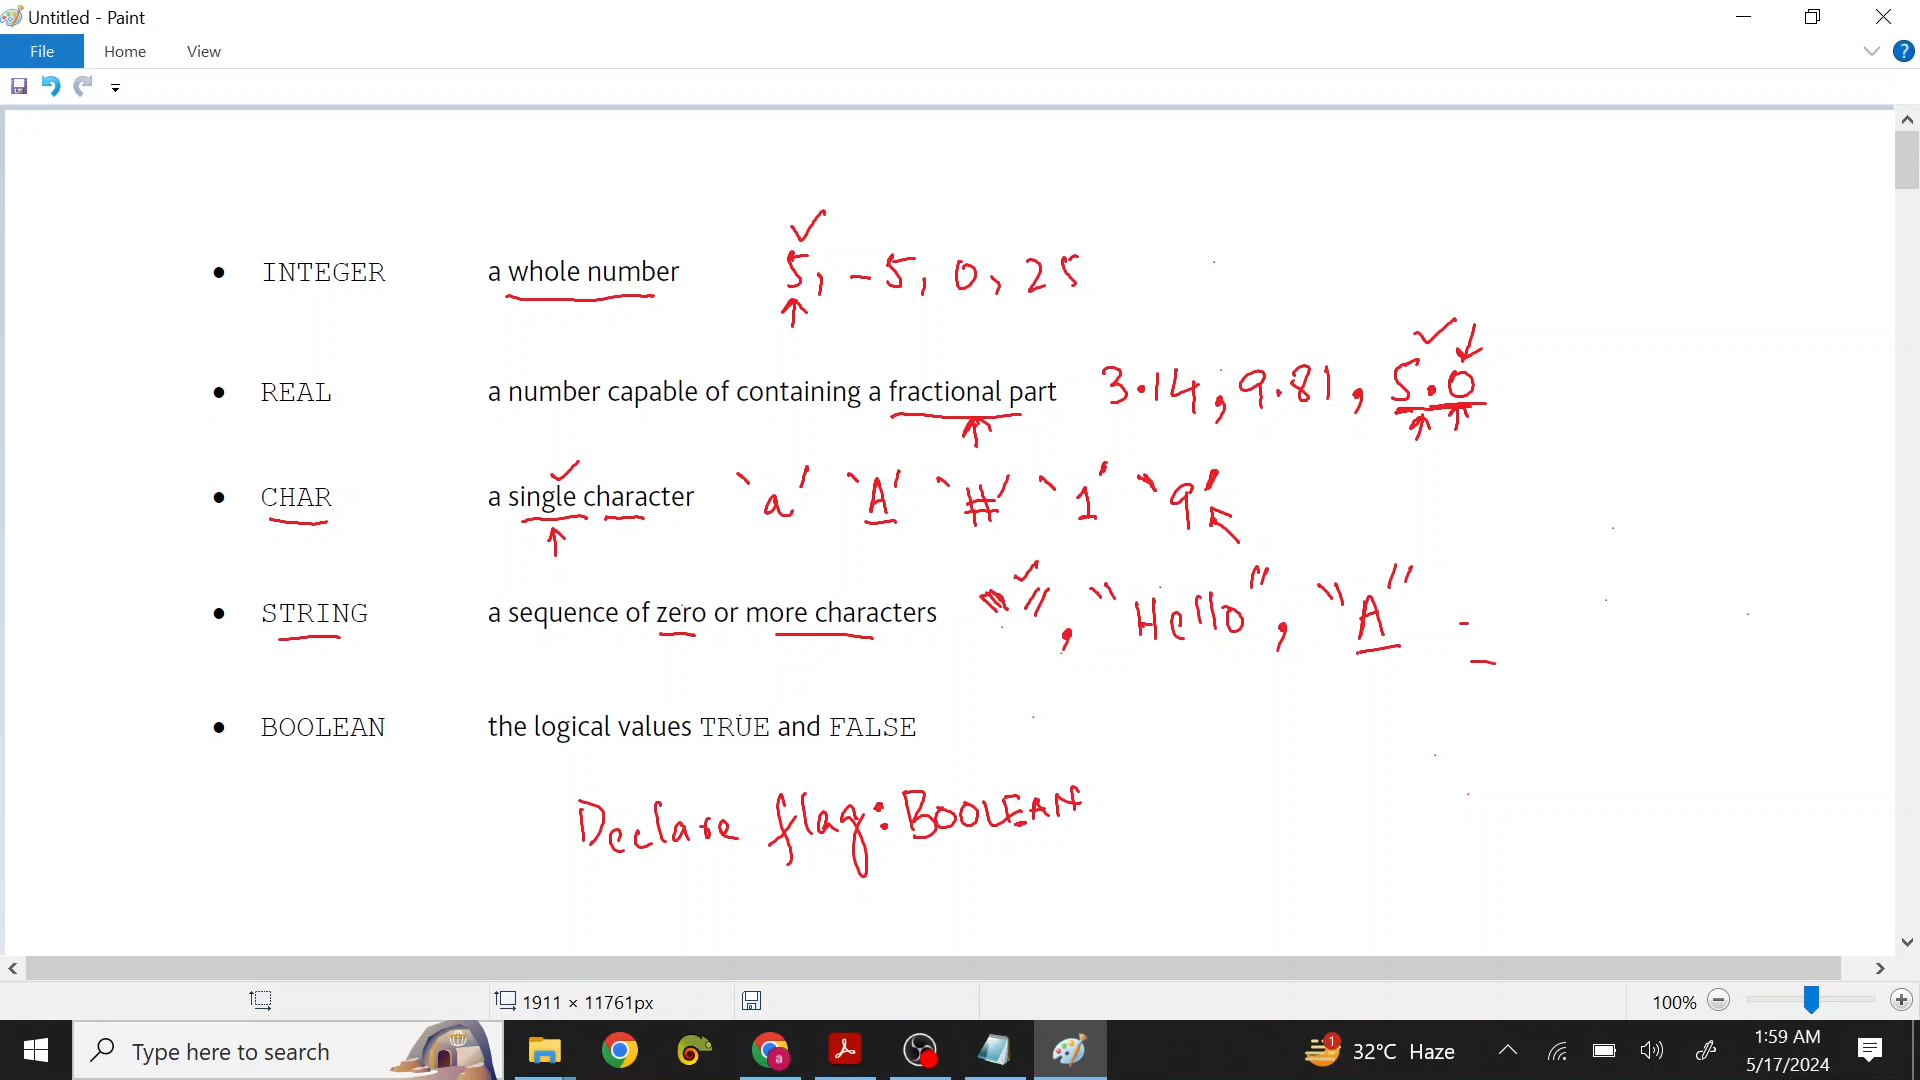 Untitled - Paint
File Home View
✓
• INTEGER a whole number 5, -5, 0, 25
• REAL a number capable of containing a fractional part 3.14, 9.81, 5.0
• CHAR a single character 'a' 'A' '#' '1' '9'
• STRING a sequence of zero or more characters "", "Hello", "A"
• BOOLEAN the logical values TRUE and FALSE
Declare flag: BOOLEAN
1911 × 11761px 100%
Type here to search 1 32°C Haze 1:59 AM
5/17/2024